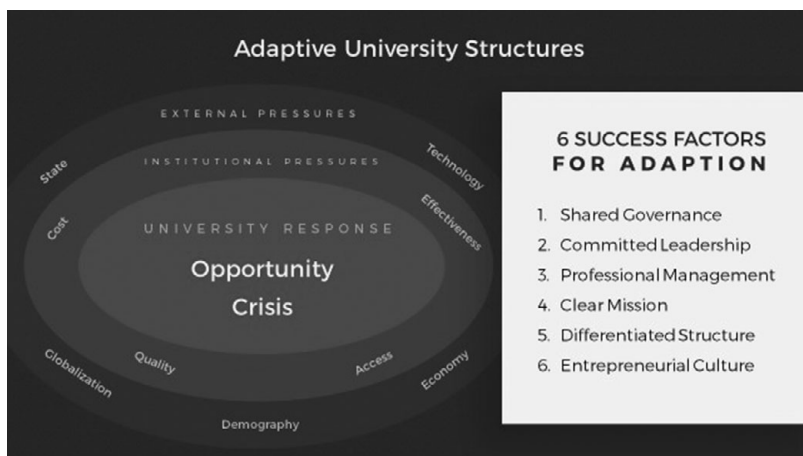 Adaptive University Structures
EXTERNAL PRESSURES
State
Technology
INSTITUTIONAL PRESSURES
Cost
Effectiveness
UNIVERSITY RESPONSE
Opportunity
Crisis
Globalization
Quality
Access
Economy
Demography
6 SUCCESS FACTORS
FOR ADAPTION
1. Shared Governance
2. Committed Leadership
3. Professional Management
4. Clear Mission
5. Differentiated Structure
6. Entrepreneurial Culture